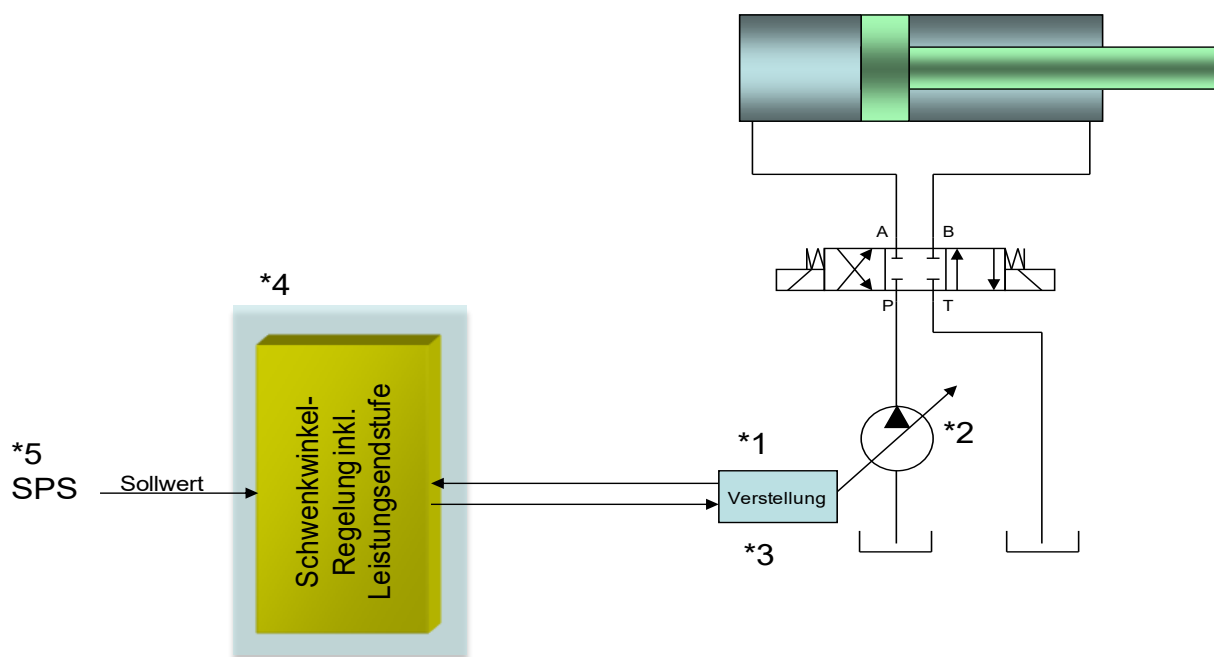 A B
P T
*4
Schwenkwinkel-
Regelung inkl.
Leistungsendstufe
*5
SPS
Sollwert
*1
Verstellung
*3
*2